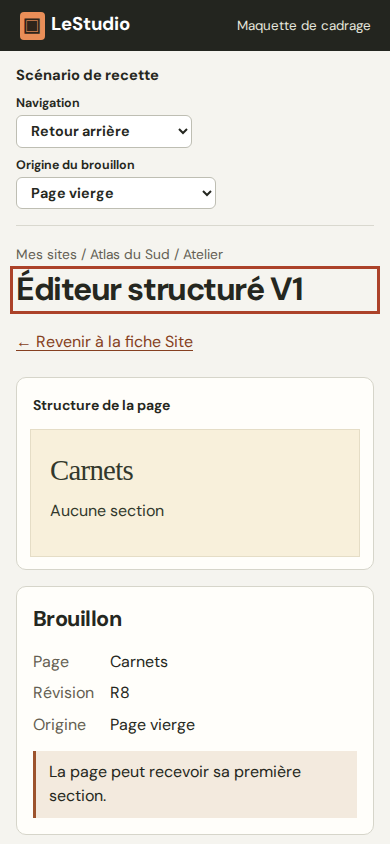 LeStudio
Maquette de cadrage
Scénario de recette
Navigation
Retour arrière
Origine du brouillon
Page vierge
Mes sites / Atlas du Sud / Atelier
Éditeur structuré V1
← Revenir à la fiche Site
Structure de la page
Carnets
Aucune section
Brouillon
Page Carnets
Révision R8
Origine Page vierge
La page peut recevoir sa première
section.